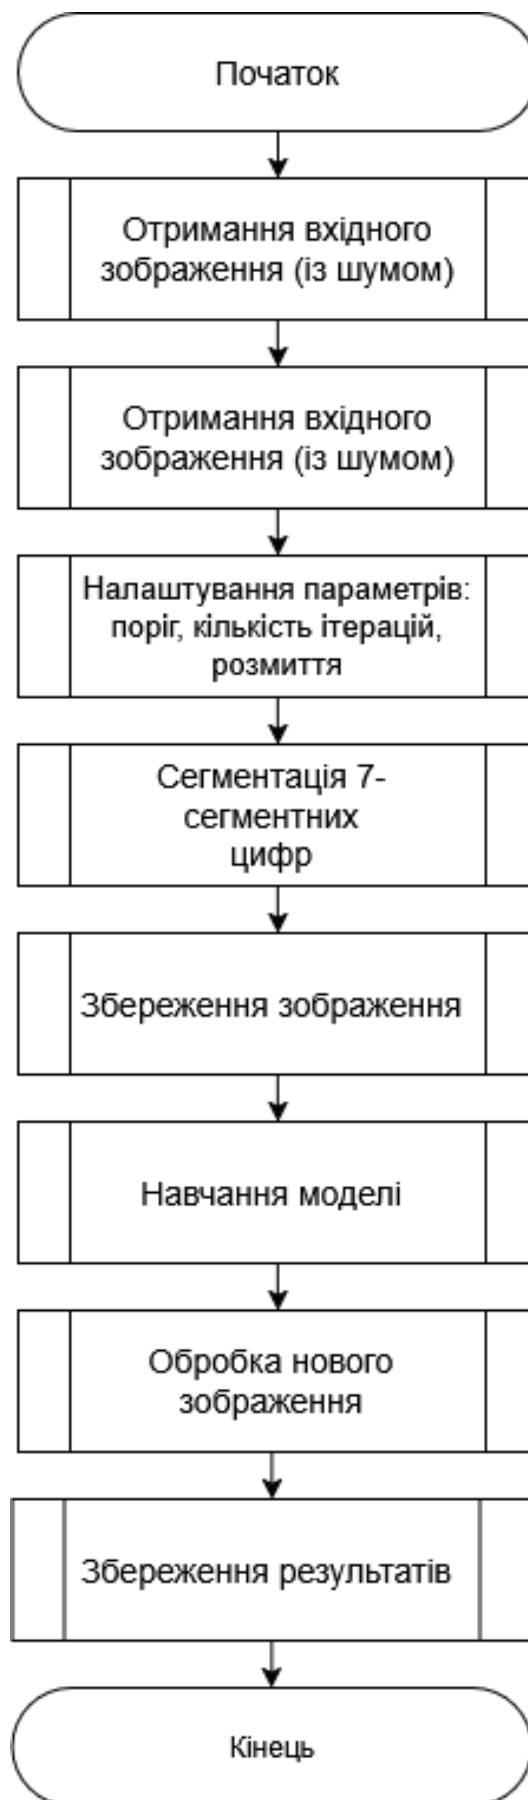 Початок
Отримання вхідного
зображення (із шумом)
Отримання вхідного
зображення (із шумом)
Налаштування параметрів:
поріг, кількість ітерацій,
розмиття
Сегментація 7-
сегментних
цифр
Збереження зображення
Навчання моделі
Обробка нового
зображення
Збереження результатів
Кінець